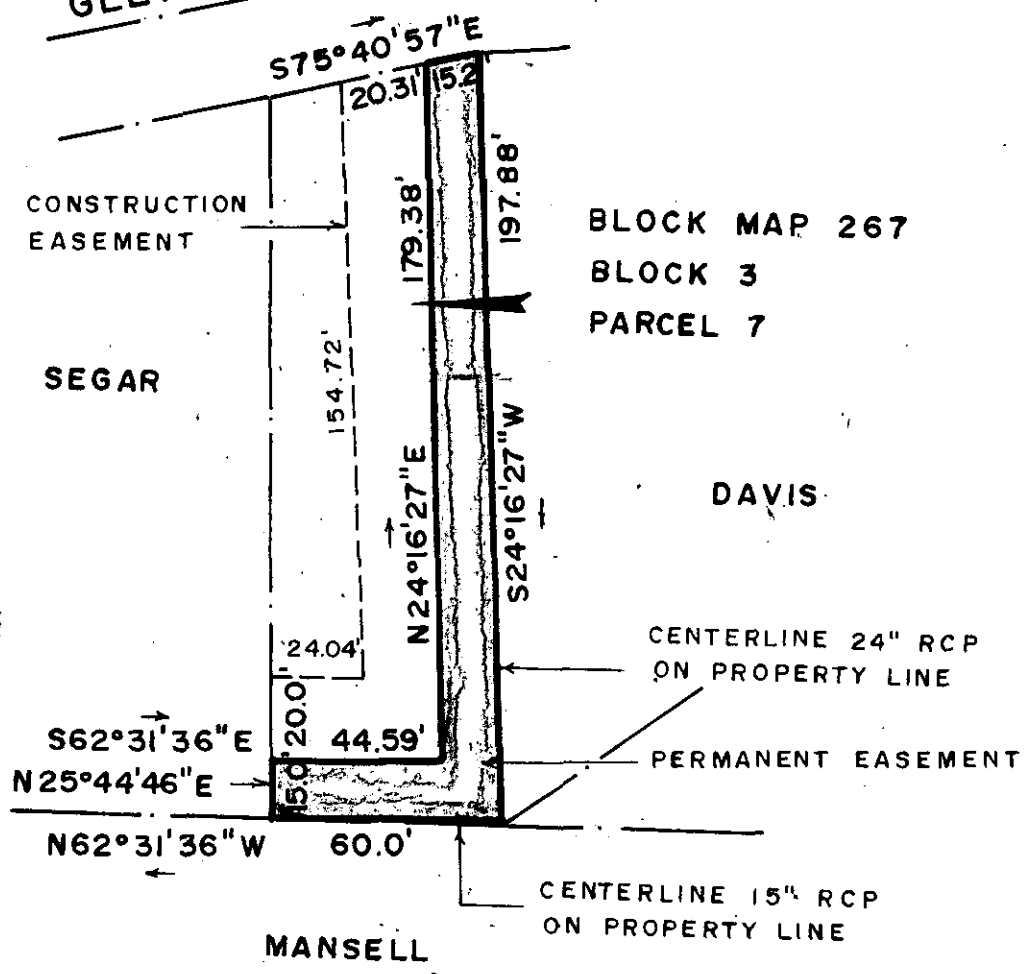 S75°40'57"E
20.31'
15.2
CONSTRUCTION
EASEMENT
179.38'
197.88'
BLOCK MAP 267
BLOCK 3
PARCEL 7
154.72'
SEGAR
N24°16'27"E
S24°16'27"W
DAVIS
24.04'
CENTERLINE 24" RCP
ON PROPERTY LINE
20.0'
S62°31'36"E
44.59'
PERMANENT EASEMENT
N25°44'46"E
15.0'
N62°31'36"W
60.0'
CENTERLINE 15" RCP
ON PROPERTY LINE
MANSELL